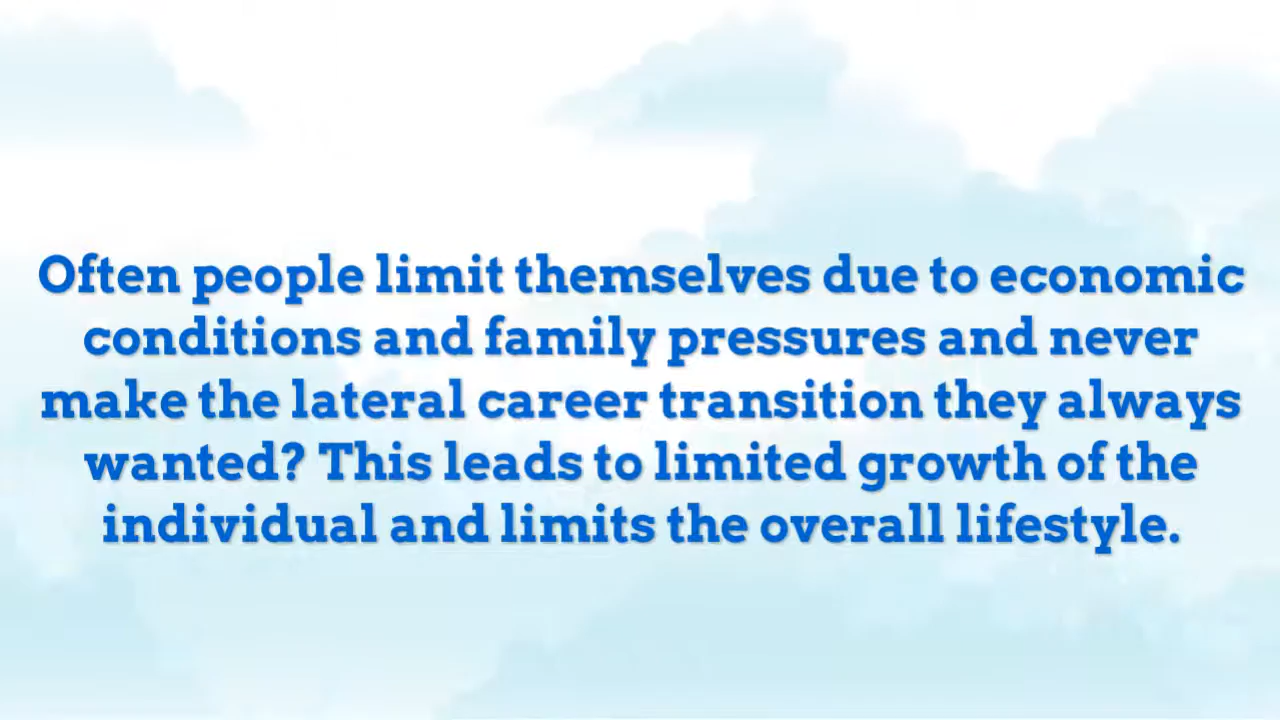 Often people limit themselves due to economic
conditions and family pressures and never
make the lateral career transition they always
wanted? This leads to limited growth of the
individual and limits the overall lifestyle.